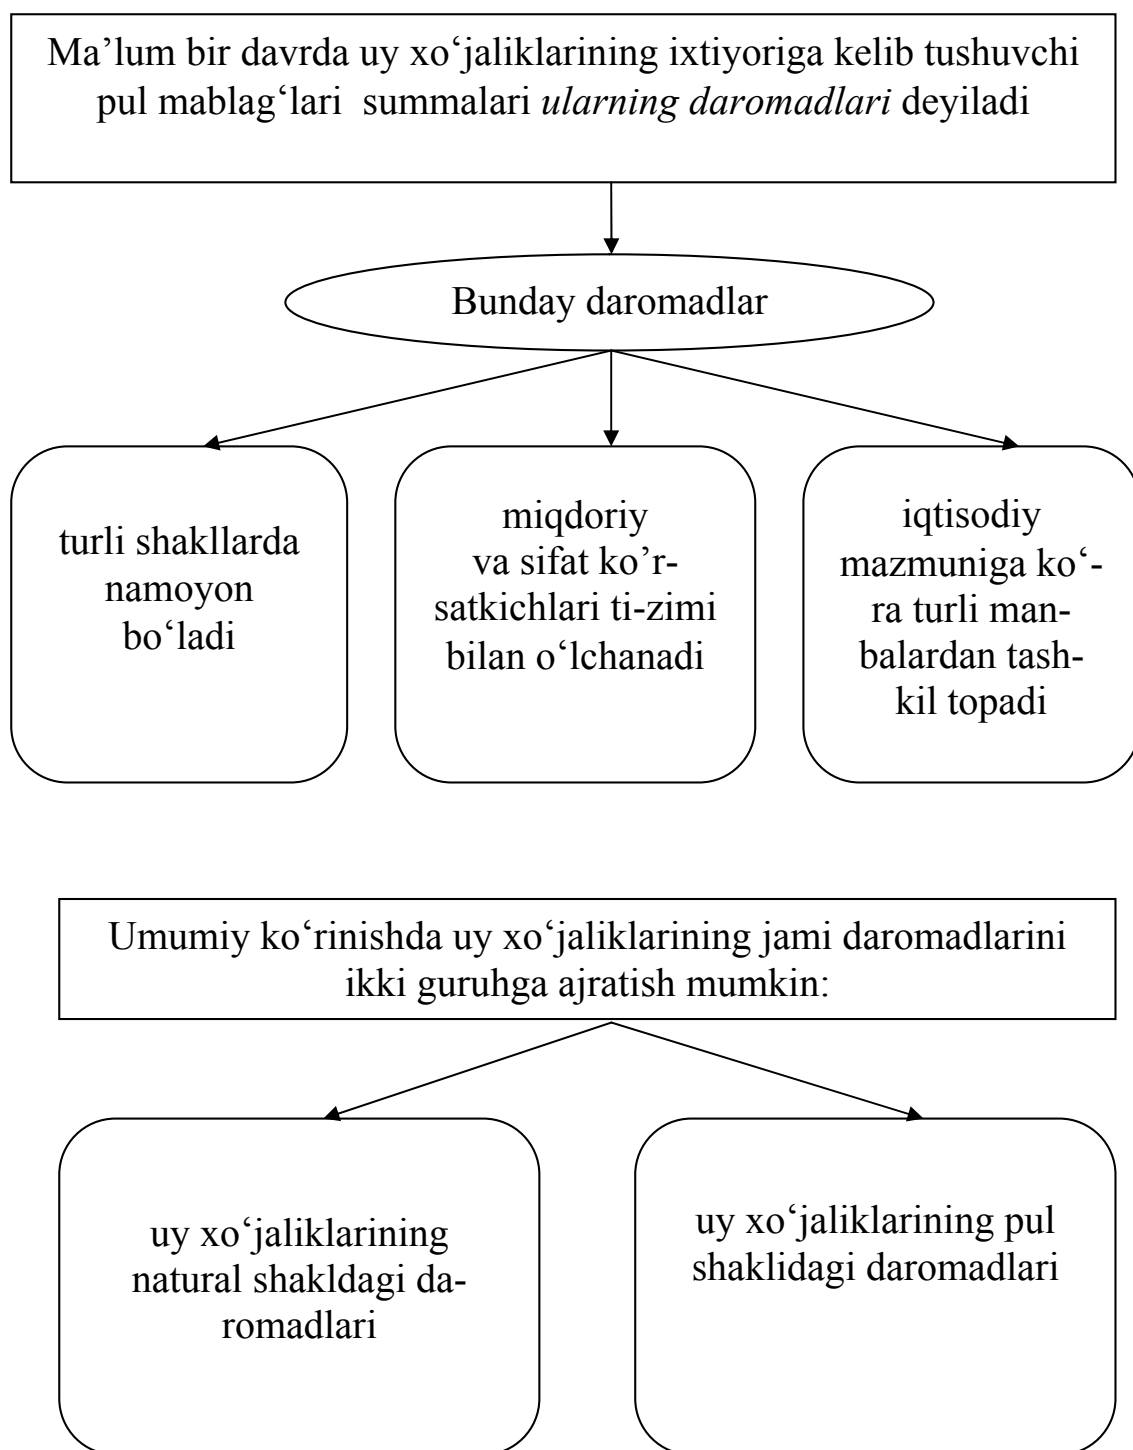 Ma’lum bir davrda uy xo‘jaliklarining ixtiyoriga kelib tushuvchi
pul mablag‘lari summalari ularning daromadlari deyiladi
Bunday daromadlar
turli shakllarda
namoyon
bo‘ladi
miqdoriy
va sifat ko’r-
satkichlari ti-zimi
bilan o‘lchanadi
iqtisodiy
mazmuniga ko‘-
ra turli man-
balardan tash-
kil topadi
Umumiy ko‘rinishda uy xo‘jaliklarining jami daromadlarini
ikki guruhga ajratish mumkin:
uy xo‘jaliklarining
natural shakldagi da-
romadlari
uy xo‘jaliklarining pul
shaklidagi daromadlari